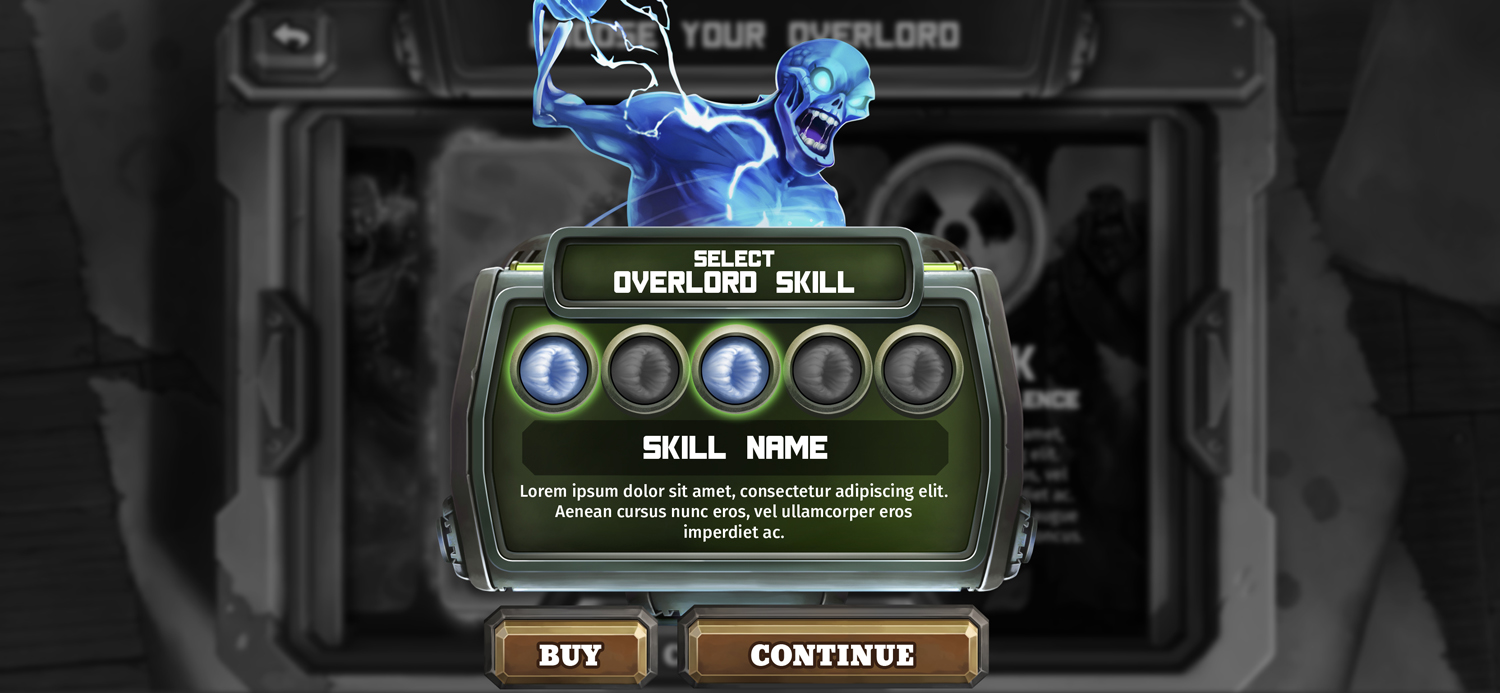 CHOOSE YOUR OVERLORD
SELECT
OVERLORD SKILL
SKILL NAME
Lorem ipsum dolor sit amet, consectetur adipiscing elit.
Aenean cursus nunc eros, vel ullamcorper eros
imperdiet ac.
BUY
CONTINUE